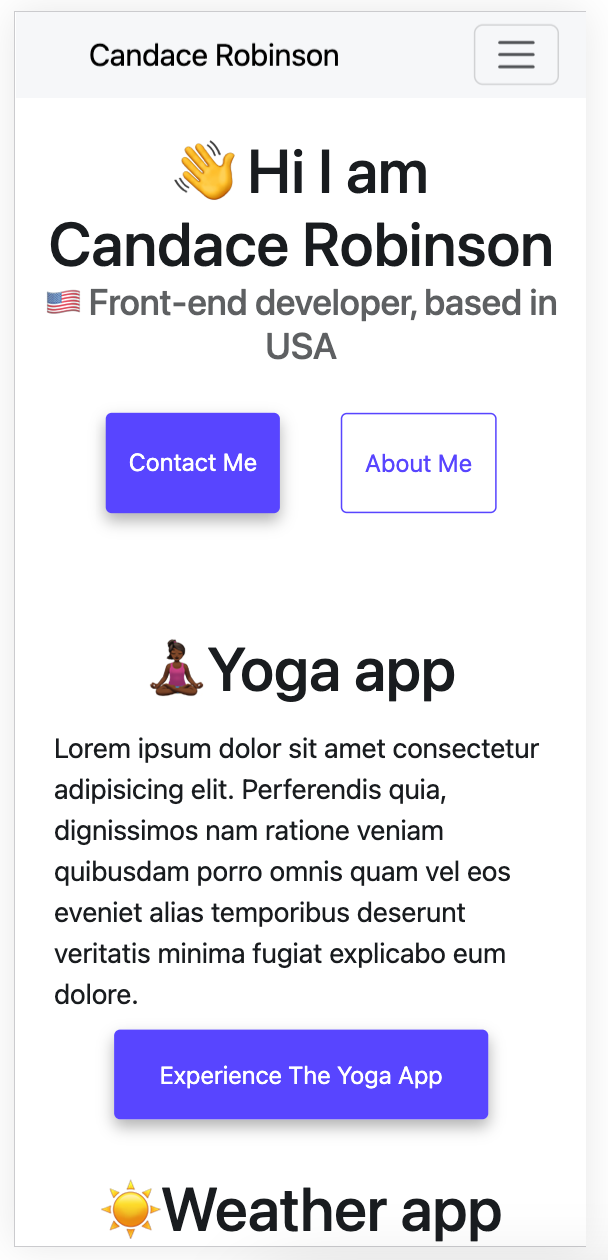 Candace Robinson
👋 Hi I am
Candace Robinson
🇺🇸 Front-end developer, based in
USA
Contact Me
About Me
🧘🏿‍♀️Yoga app
Lorem ipsum dolor sit amet consectetur
adipisicing elit. Perferendis quia,
dignissimos nam ratione veniam
quibusdam porro omnis quam vel eos
eveniet alias temporibus deserunt
veritatis minima fugiat explicabo eum
dolore.
Experience The Yoga App
☀️Weather app